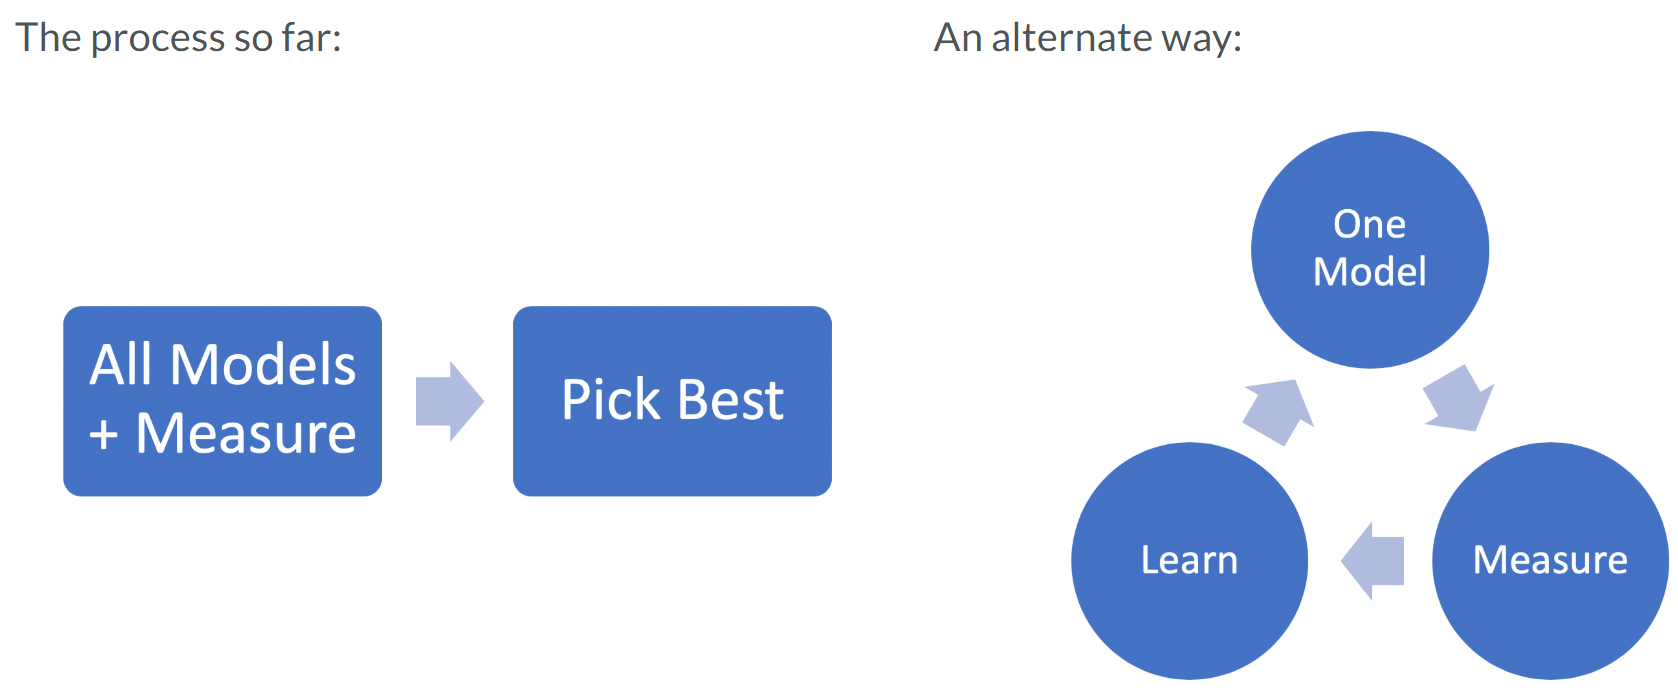 The process so far:
All Models
+ Measure
Pick Best
An alternate way:
One
Model
Measure
Learn